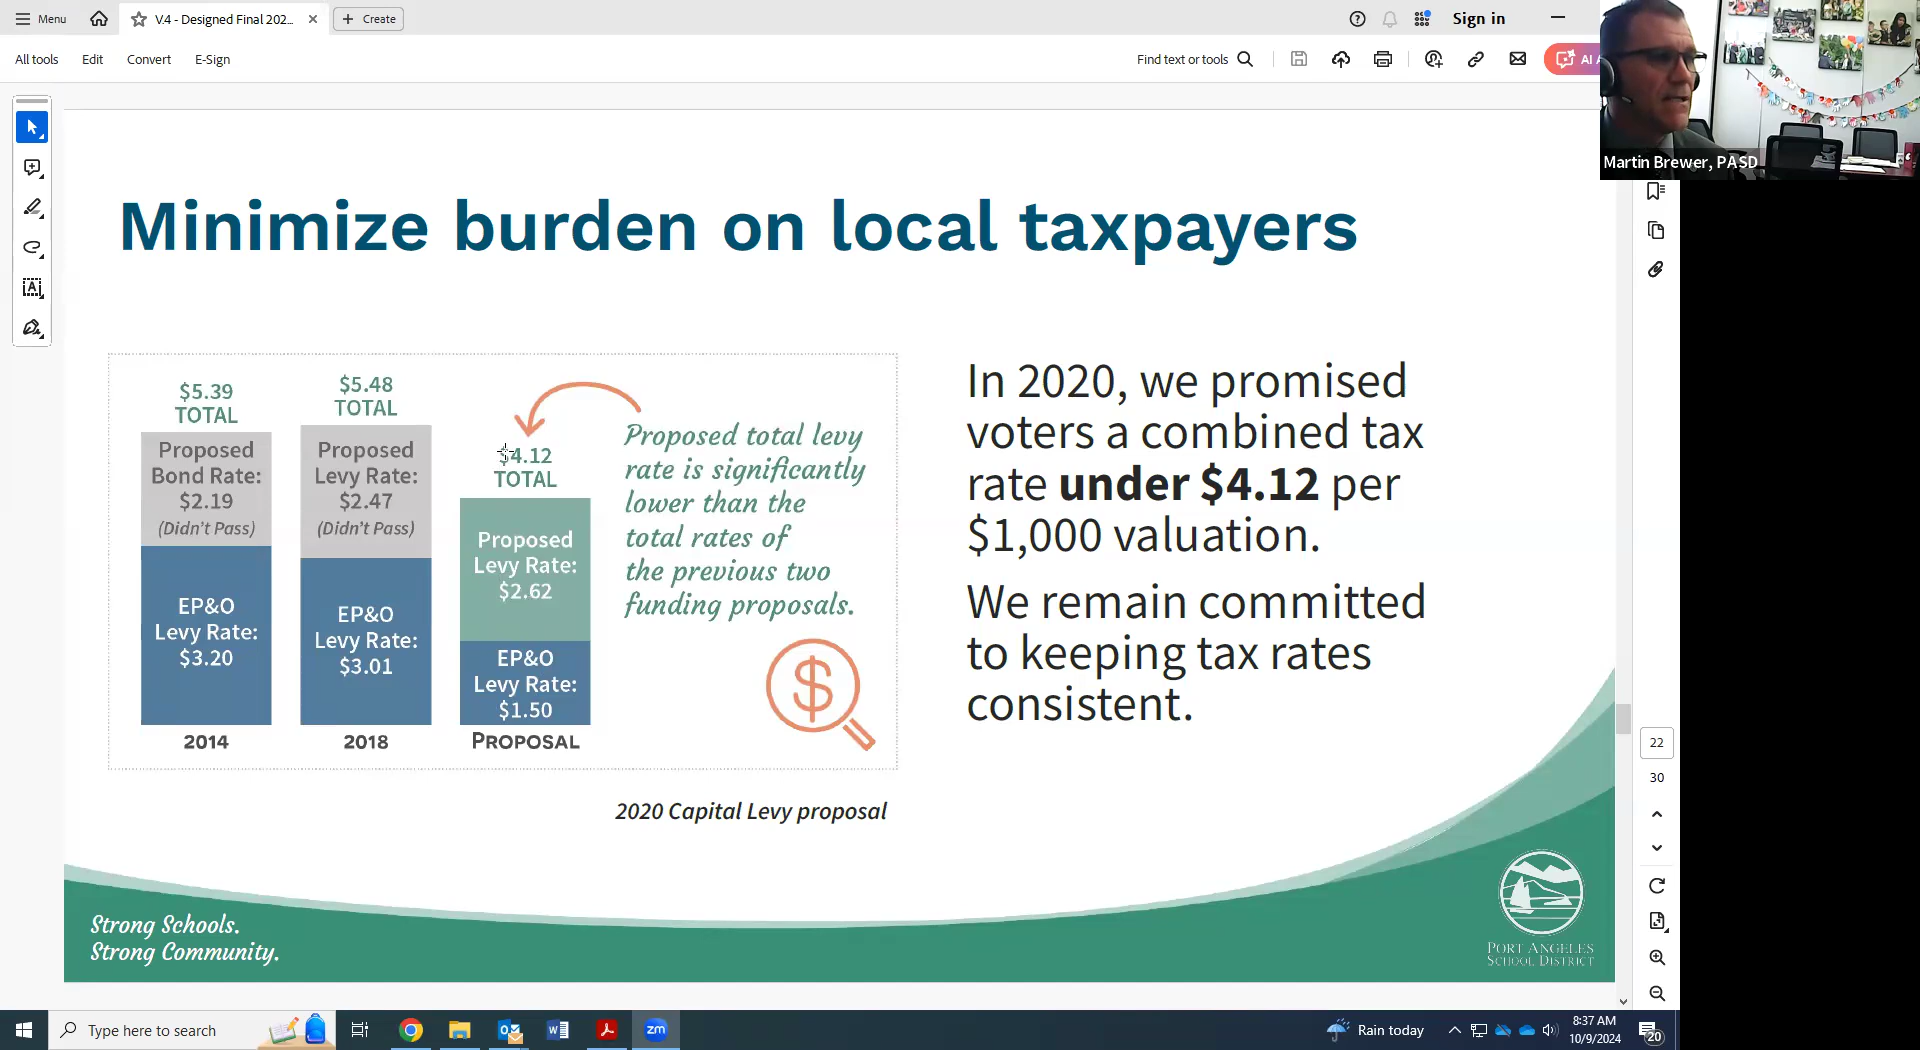 Menu
V.4 - Designed Final 202...
Create
Sign in
All tools
Edit
Convert
E-Sign
Find text or tools
AI A
Martin Brewer, PASD
Minimize burden on local taxpayers
$5.39
TOTAL
Proposed
Bond Rate:
$2.19
(Didn't Pass)
EP&O
Levy Rate:
$3.20
2014
$5.48
TOTAL
Proposed
Levy Rate:
$2.47
(Didn't Pass)
EP&O
Levy Rate:
$3.01
2018
$4.12
TOTAL
Proposed
Levy Rate:
$2.62
EP&O
Levy Rate:
$1.50
PROPOSAL
Proposed total levy
rate is significantly
lower than the
total rates of
the previous two
funding proposals.
$
2020 Capital Levy proposal
In 2020, we promised
voters a combined tax
rate under $4.12 per
$1,000 valuation.
We remain committed
to keeping tax rates
consistent.
22
30
Strong Schools.
Strong Community.
PORT ANGELES
SCHOOL DISTRICT
Type here to search
zm
Rain today
8:37 AM
10/9/2024
20